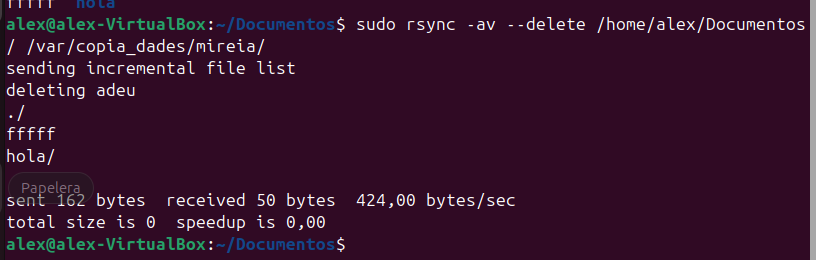 fffff  hola
alex@alex-VirtualBox:~/Documentos$ sudo rsync -av --delete /home/alex/Documentos
/ /var/copia_dades/mireia/
sending incremental file list
deleting adeu
./
fffff
hola/
Papelera
sent 162 bytes  received 50 bytes  424,00 bytes/sec
total size is 0  speedup is 0,00
alex@alex-VirtualBox:~/Documentos$